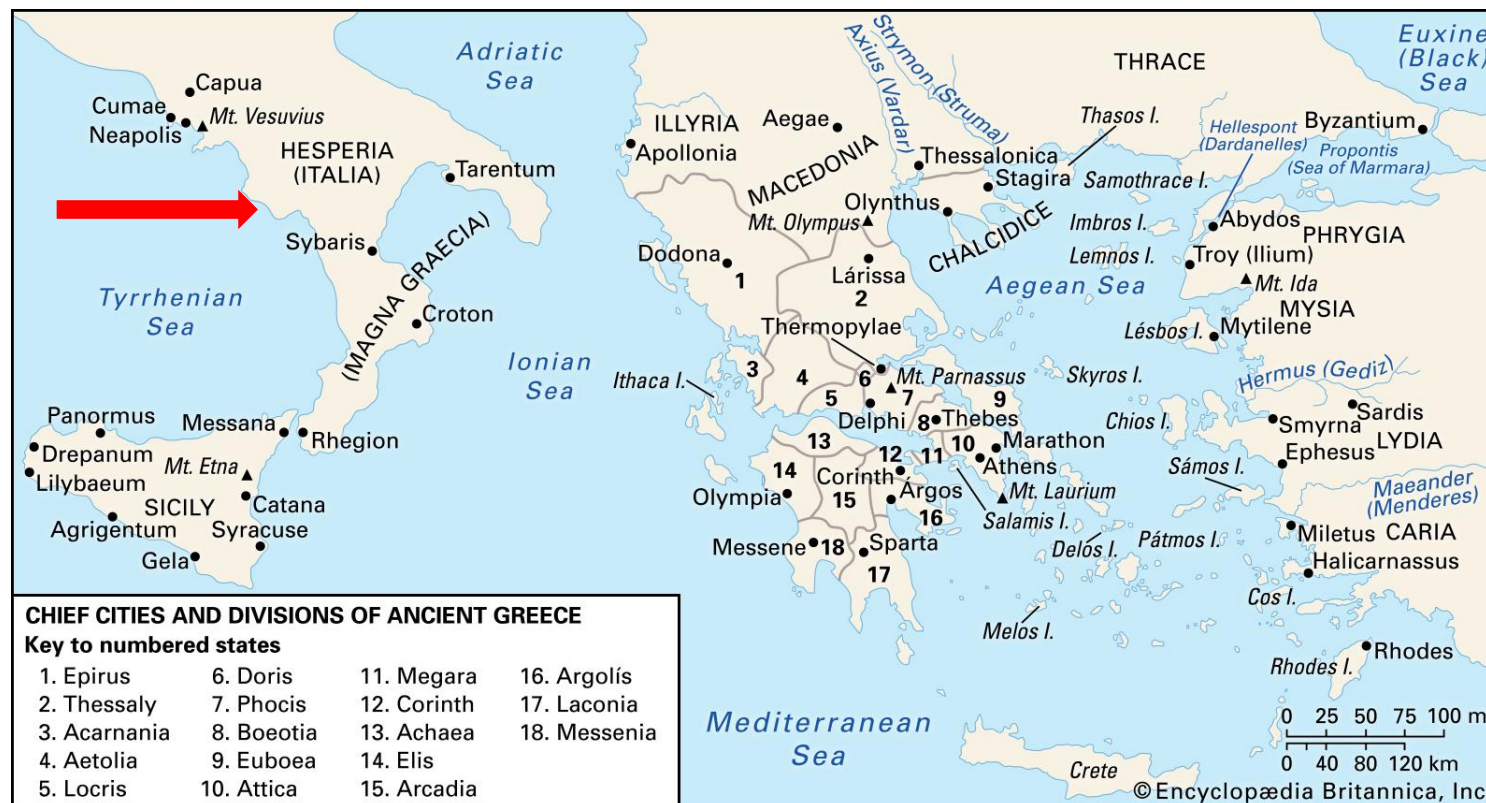 Adriatic
Sea
Euxine
(Black)
Sea
THRACE
Strymon (Struma)
Axius (Vardar)
Capua
Cumae
Mt. Vesuvius
Neapolis
HESPERIA
(ITALIA)
Tarentum
ILLYRIA
Apollonia
Aegae
MACEDONIA
Thasos I.
Hellespont
(Dardanelles)
Byzantium
Propontis
(Sea of Marmara)
Thessalonica
Stagira
Samothrace I.
Olynthus
Mt. Olympus
CHALCIDICE
Imbros I.
Abydos
PHRYGIA
Sybaris
(MAGNA GRAECIA)
Dodona
1
Lárissa
2
Lemnos I.
Troy (Ilium)
Mt. Ida
Tyrrhenian
Sea
Croton
Aegean Sea
MYSIA
Thermopylae
Lésbos I.
Mytilene
Ionian
Sea
Ithaca I.
3
4
5
6
Mt. Parnassus
7
Skyros I.
Hermus (Gediz)
9
Delphi
8
Thebes
Chios I.
Sardis
Smyrna
LYDIA
Ephesus
Panormus
Messana
Rhegion
Drepanum
Mt. Etna
Lilybaeum
SICILY
Catana
Agrigentum
Syracuse
Gela
13
12
11
10
Marathon
Athens
14
Corinth
Olympia
15
Árgos
Mt. Laurium
16
Salamis I.
Sámos I.
Maeander
(Menderes)
Messene
18
Sparta
17
Delos I.
Pátmos I.
Miletus
CARIA
Halicarnassus
Cos I.
Melos I.
Rhodes
Rhodes I.
Mediterranean
Sea
Crete
CHIEF CITIES AND DIVISIONS OF ANCIENT GREECE
Key to numbered states
1. Epirus 6. Doris 11. Megara 16. Argolís
2. Thessaly 7. Phocis 12. Corinth 17. Laconia
3. Acarnania 8. Boeotia 13. Achaea 18. Messenia
4. Aetolia 9. Euboea 14. Elis
5. Locris 10. Attica 15. Arcadia
0 25 50 75 100 m
0 40 80 120 km
© Encyclopædia Britannica, Inc